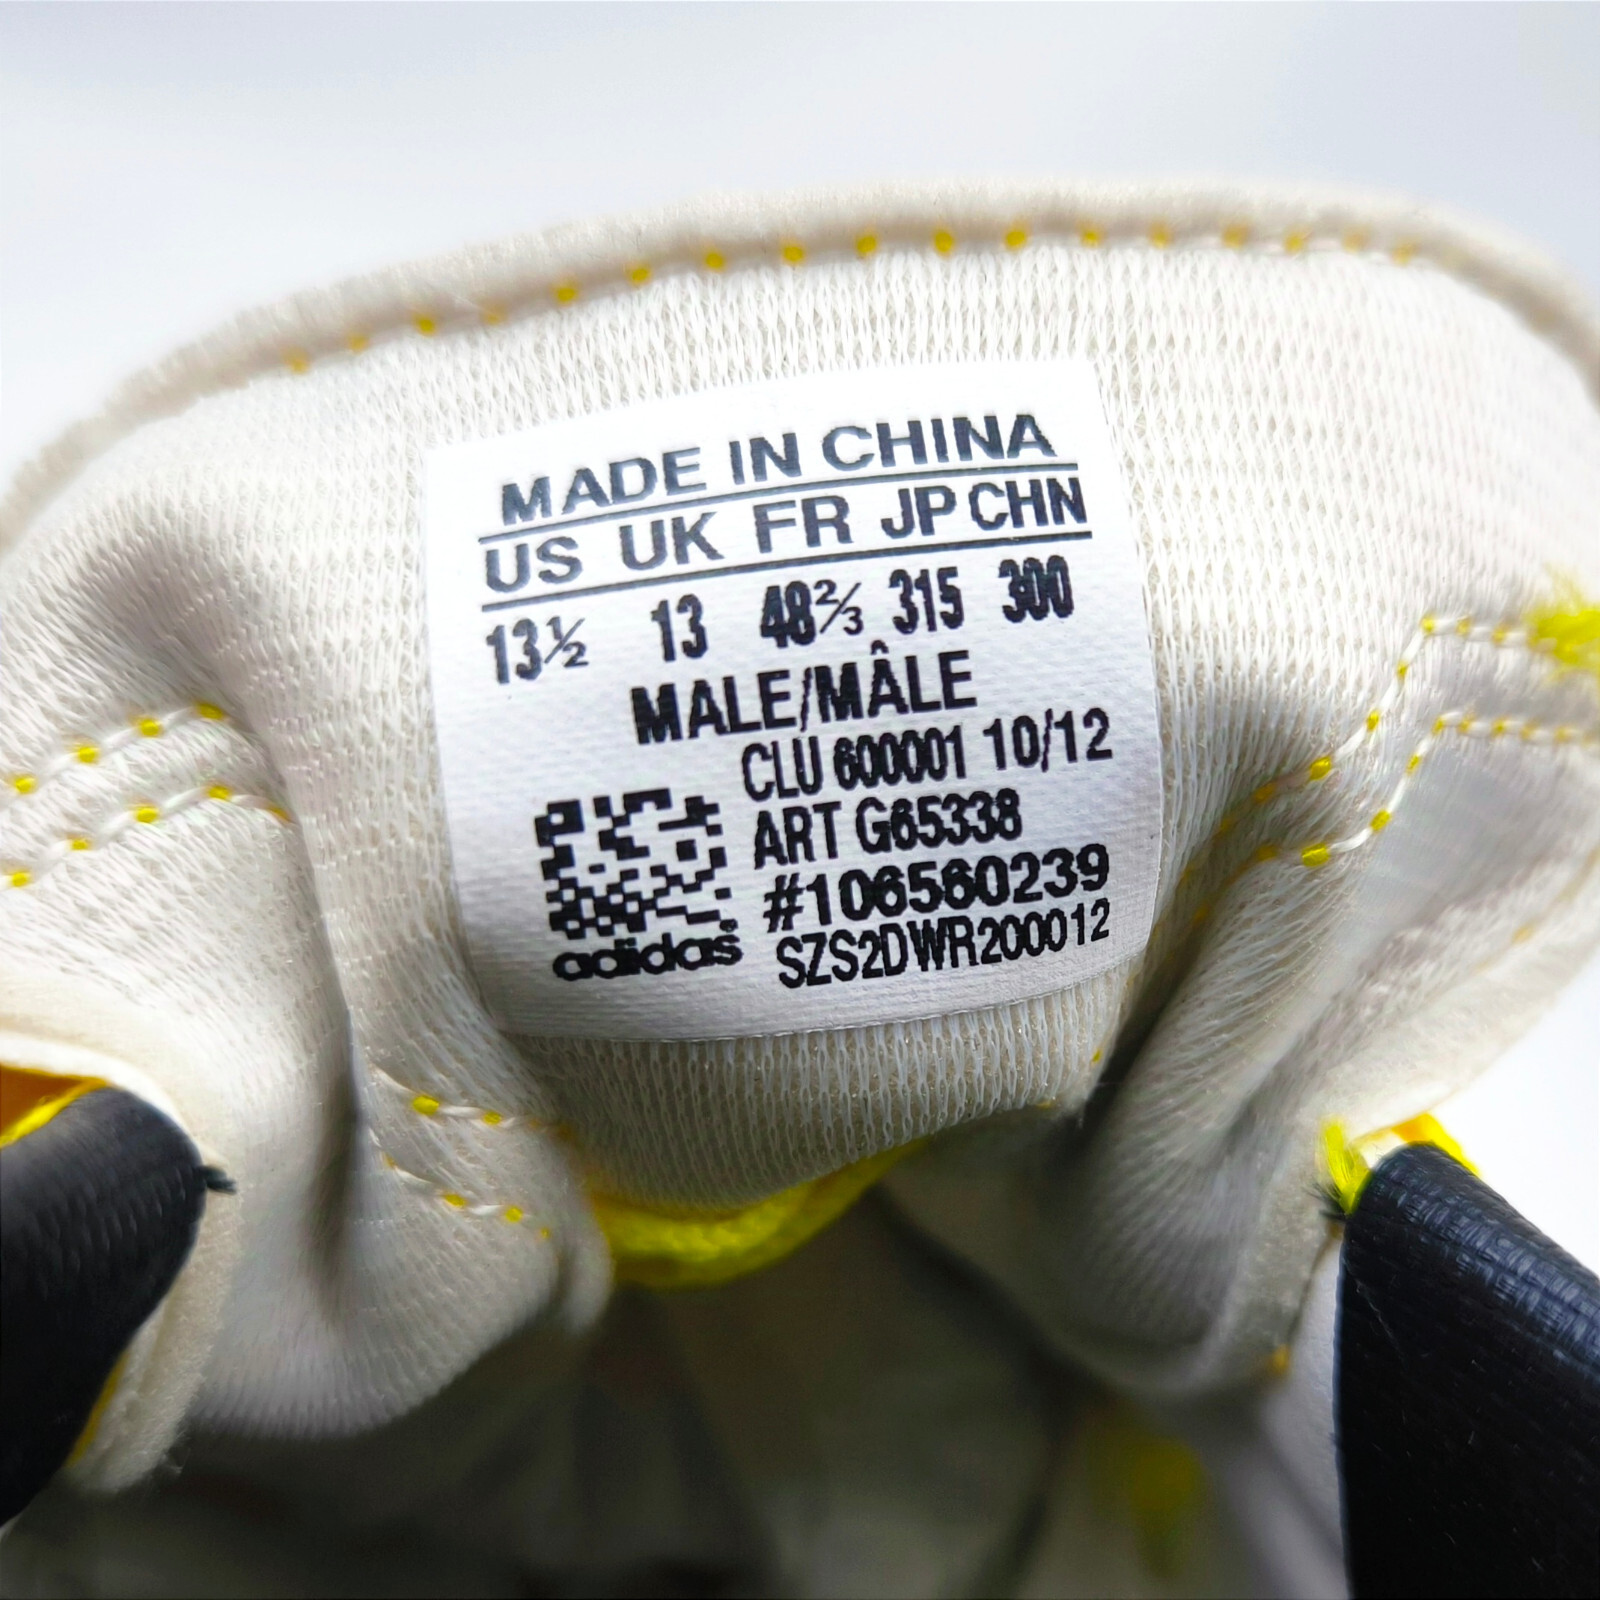 MADE IN CHINA
US UK FR JP CHN
13½ 13 48⅔ 315 300
MALE/MÂLE
CLU 600001 10/12
ART G65338
#106560239
adidas SZS2DWR200012